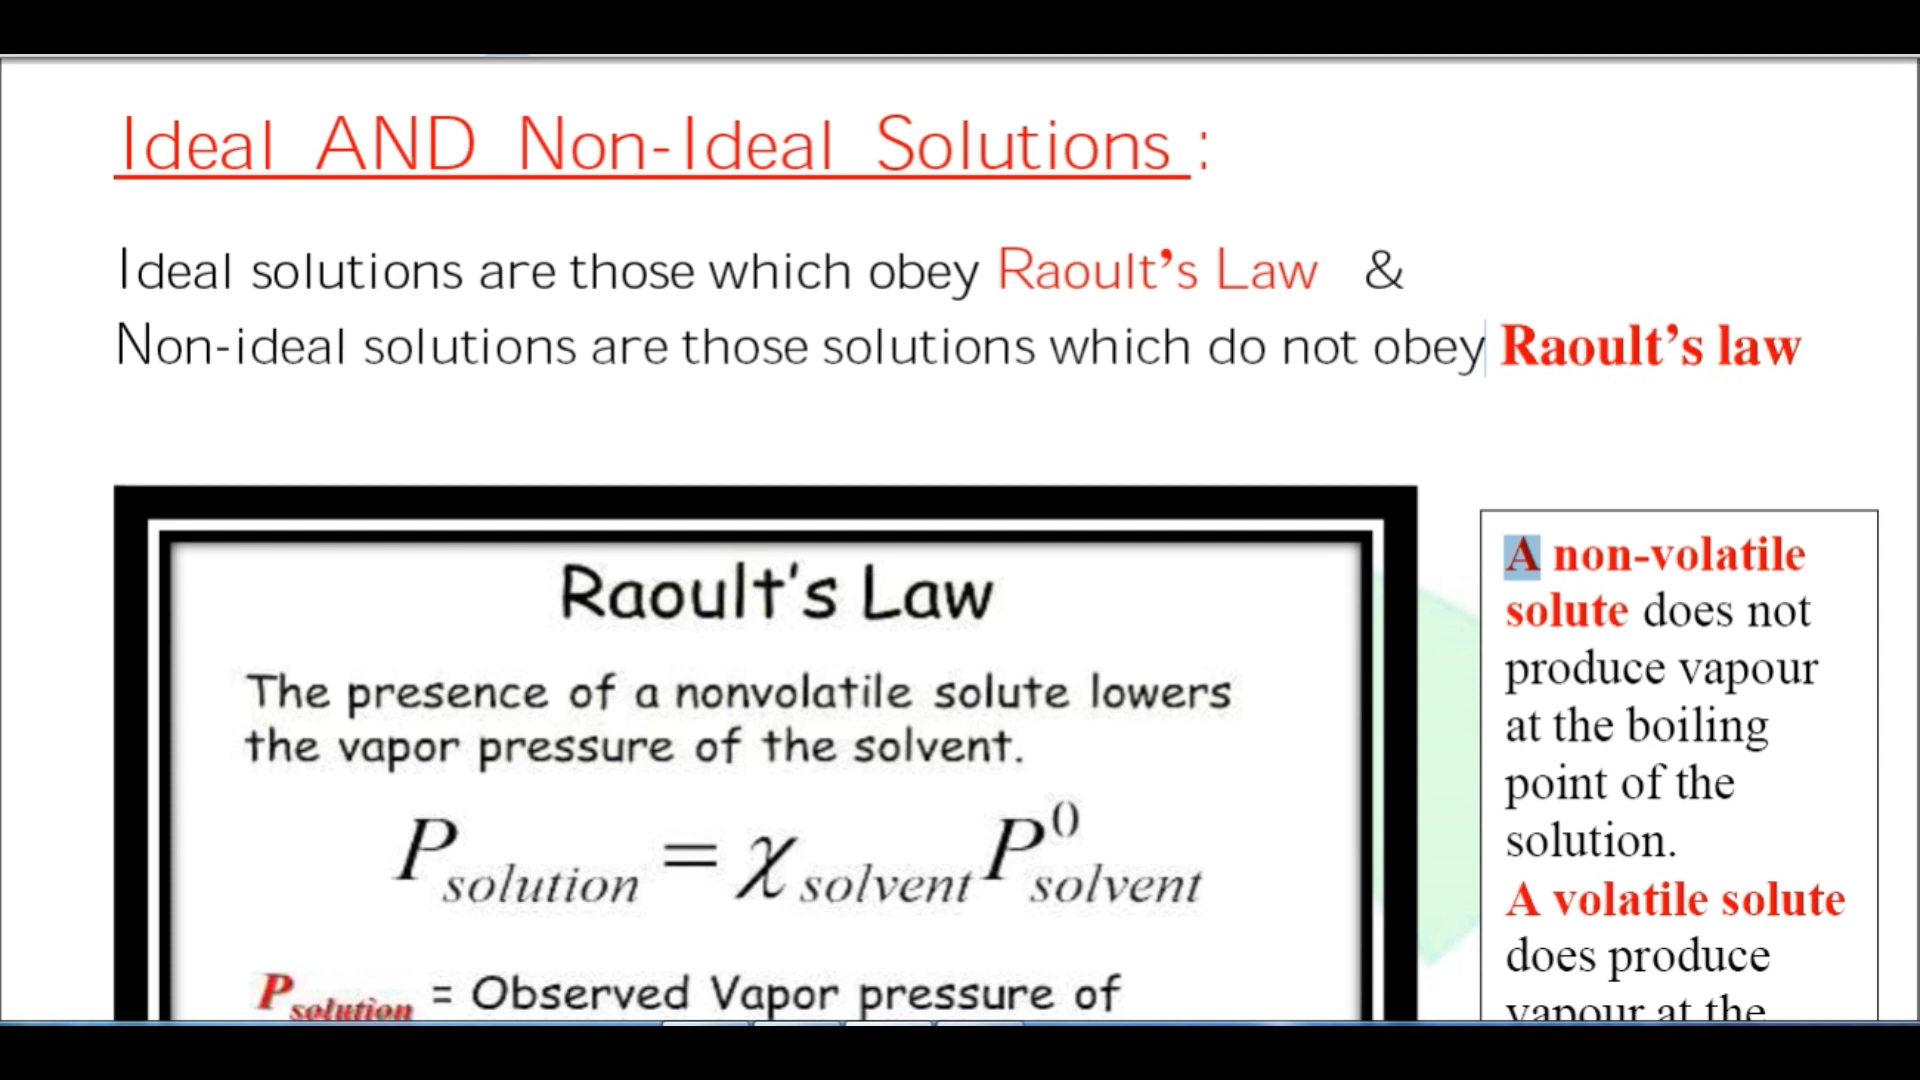 Ideal AND Non-Ideal Solutions :
Ideal solutions are those which obey Raoult’s Law &
Non-ideal solutions are those solutions which do not obey Raoult’s law
Raoult's Law
The presence of a nonvolatile solute lowers
the vapor pressure of the solvent.
P solution = χ solvent P⁰ solvent
P solution = Observed Vapor pressure of
A non-volatile
solute does not
produce vapour
at the boiling
point of the
solution.
A volatile solute
does produce
vapour at the